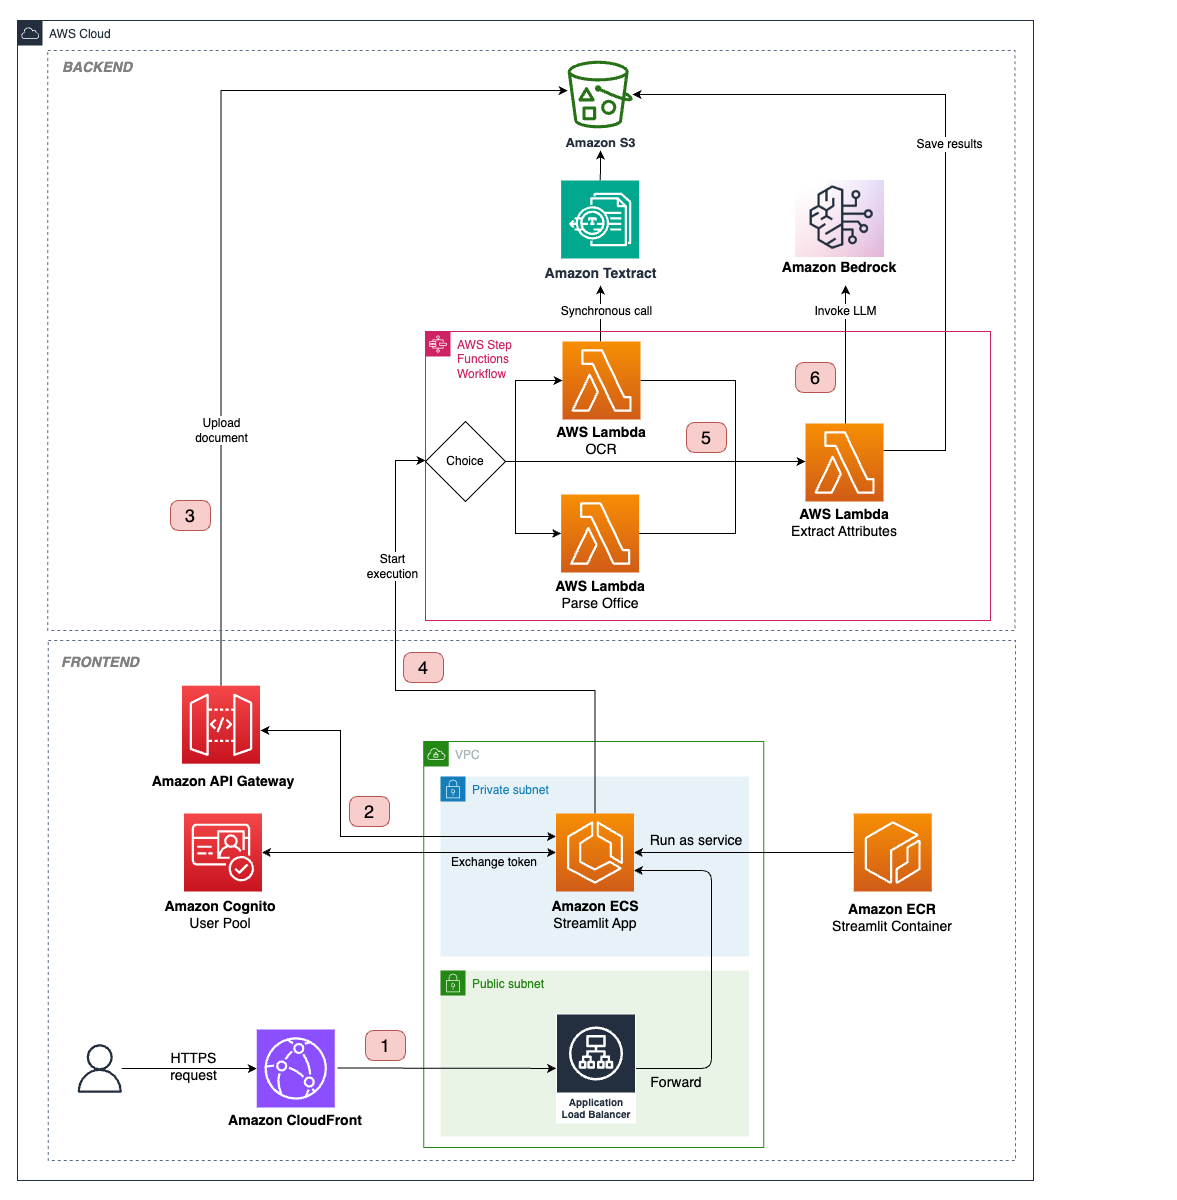 AWS Cloud
BACKEND
Amazon S3
Save results
Amazon Textract
Amazon Bedrock
Synchronous call
Invoke LLM
AWS Step
Functions
Workflow
6
Upload
document
AWS Lambda
OCR
5
Choice
3
AWS Lambda
Extract Attributes
Start
execution
AWS Lambda
Parse Office
FRONTEND
4
</>
Amazon API Gateway
VPC
Private subnet
2
Run as service
Exchange token
Amazon Cognito
User Pool
Amazon ECS
Streamlit App
Amazon ECR
Streamlit Container
Public subnet
1
HTTPS
request
Forward
Application
Load Balancer
Amazon CloudFront